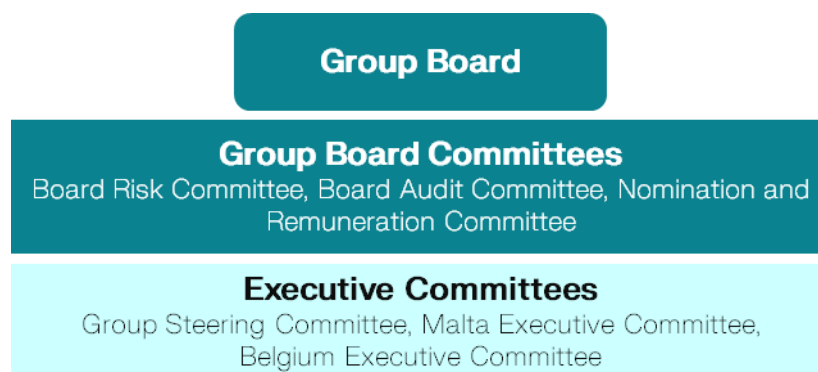 Group Board
Group Board Committees
Board Risk Committee, Board Audit Committee, Nomination and
Remuneration Committee
Executive Committees
Group Steering Committee, Malta Executive Committee,
Belgium Executive Committee